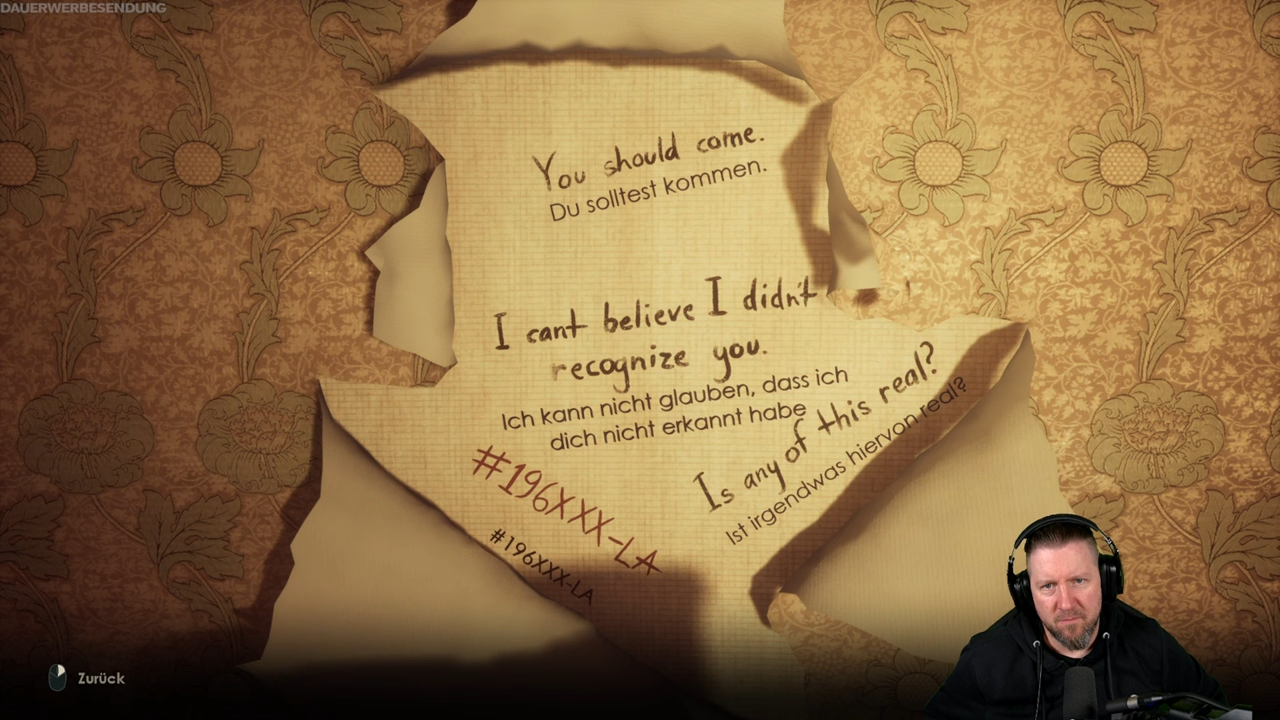 DAUERWERBESENDUNG
You should come.
Du solltest kommen.
I cant believe I didn't
recognize you.
Ich kann nicht glauben, dass ich
dich nicht erkannt habe
Is any of this real?
Ist irgendwas hiervon real?
#196XXX-LA
#196XXX-LA
Zurück